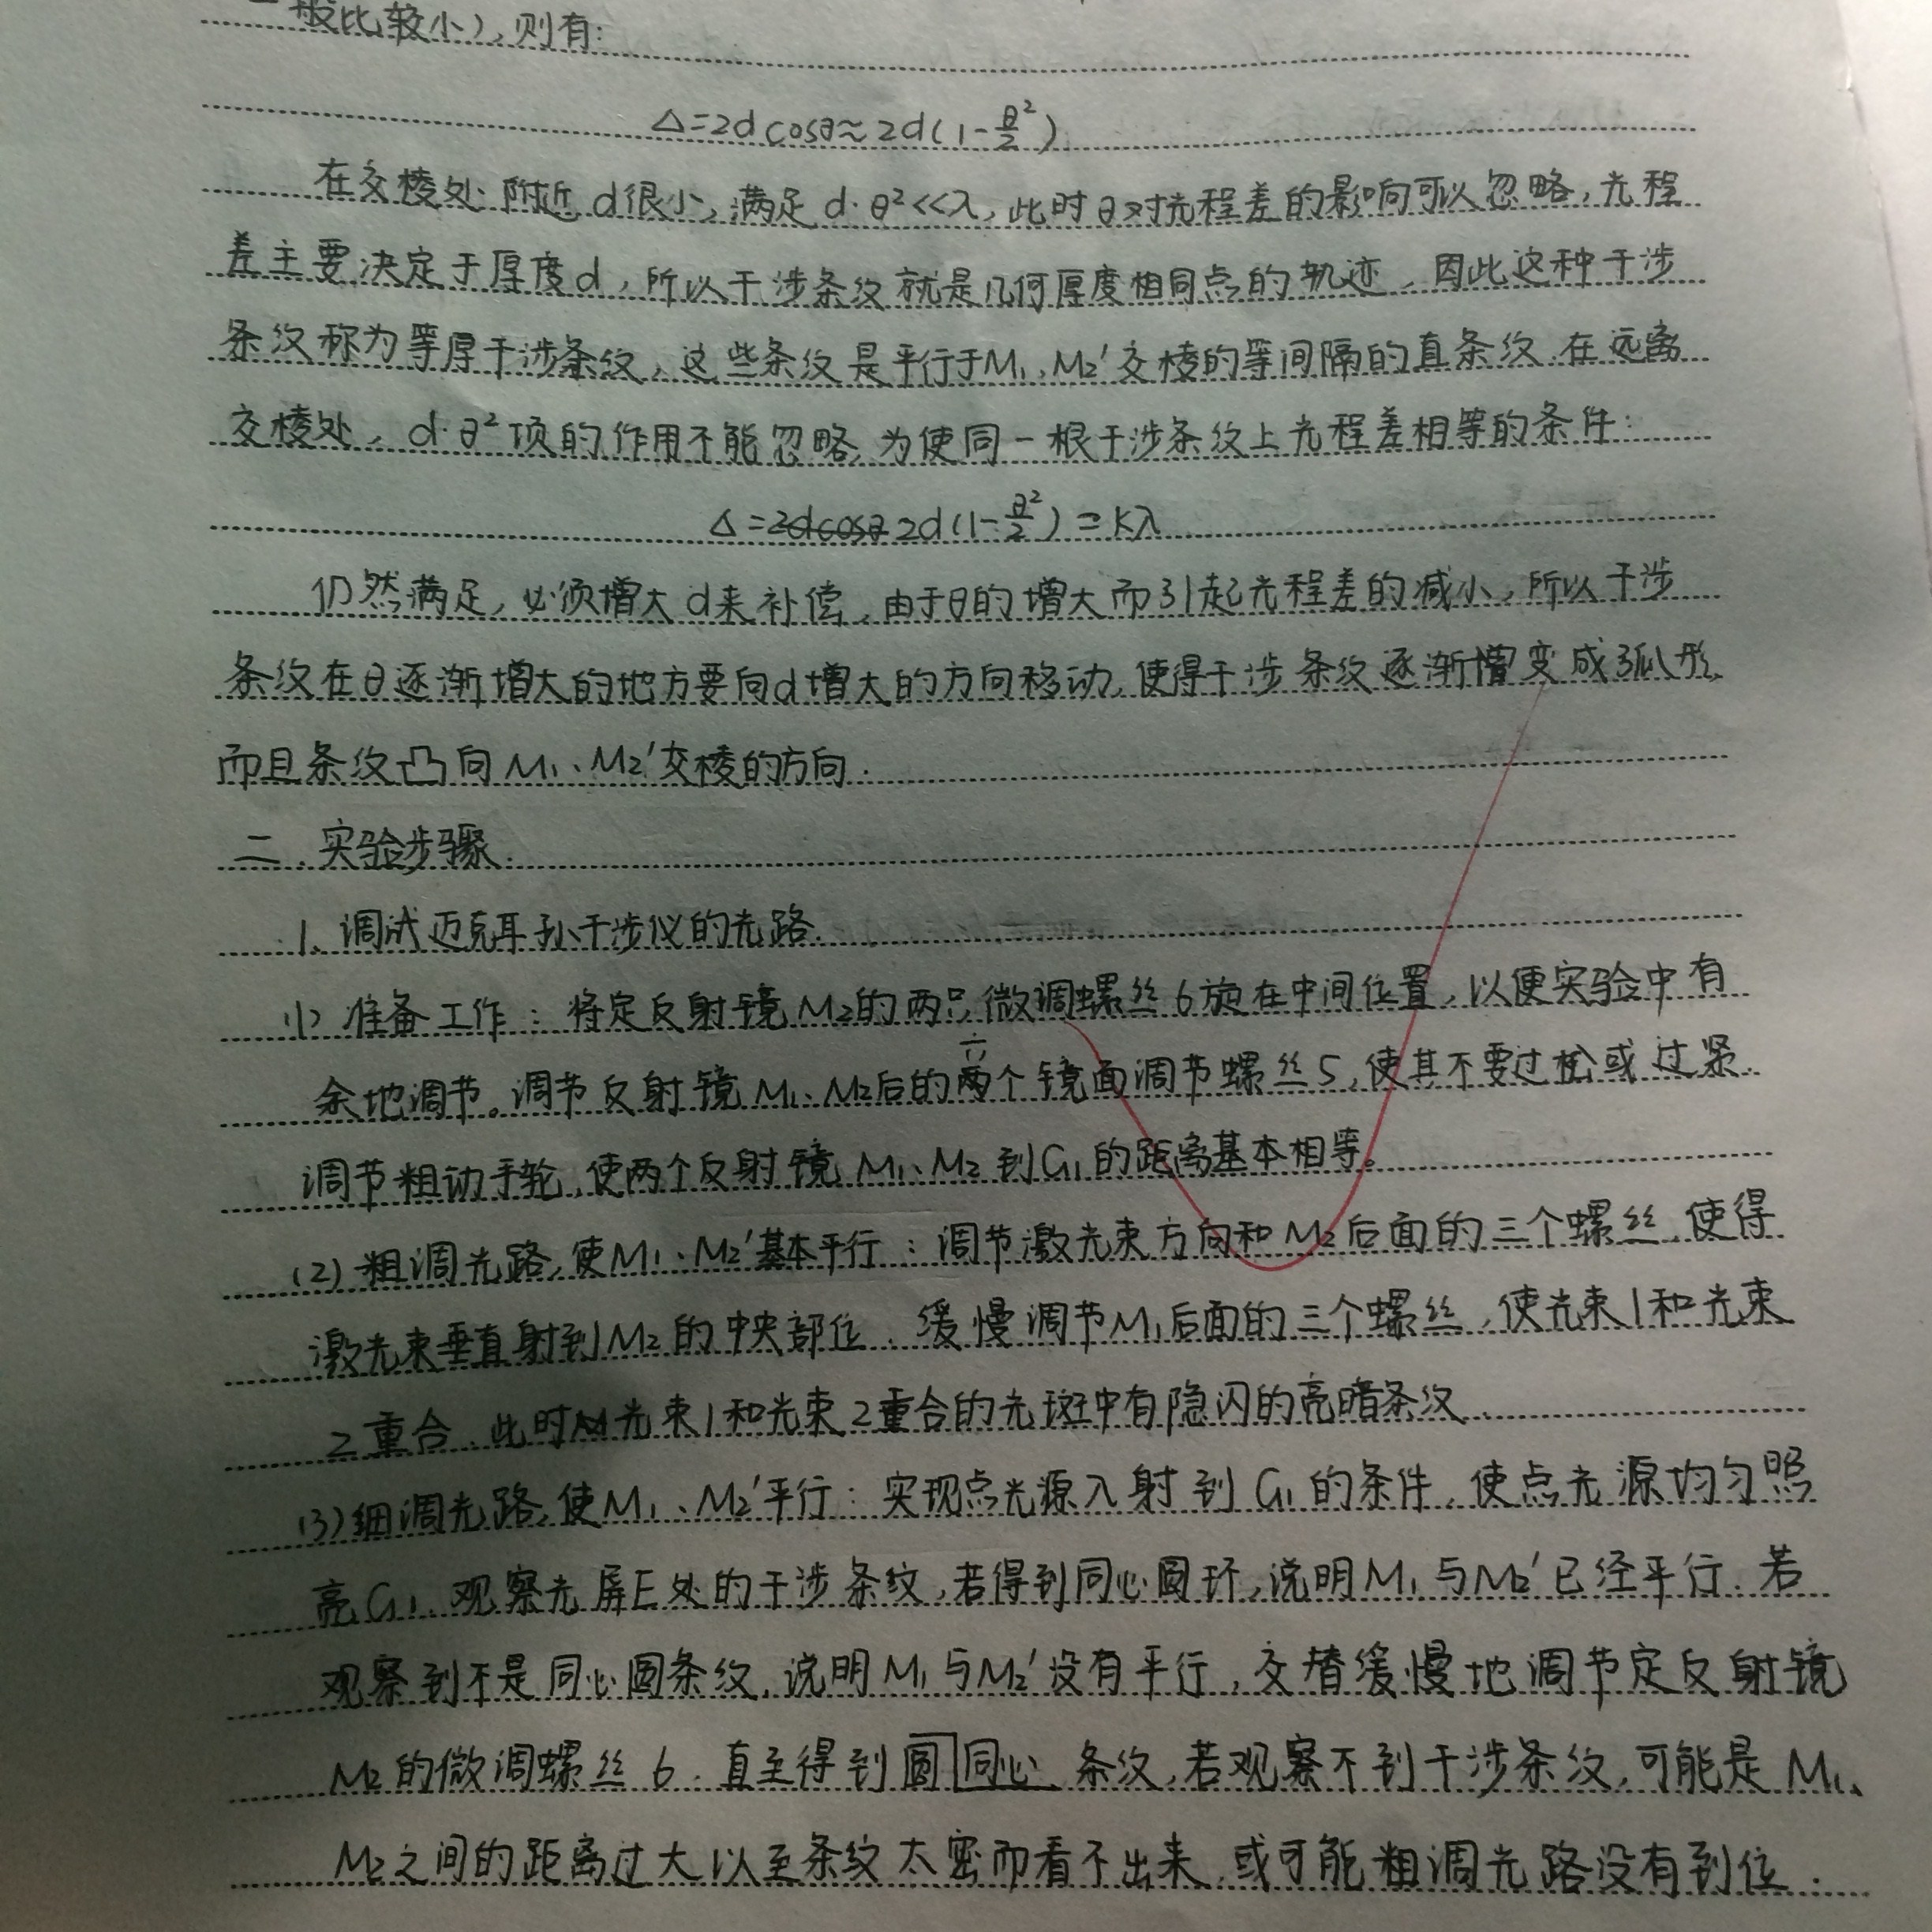 般比较小),则有:
Δ=2dcosθ≈2d(1-θ²/2)
在交棱处附近d很小,满足d·θ²<<λ,此时θ对光程差的影响可以忽略,光程
差主要决定于厚度d,所以干涉条纹就是几何厚度相同点的轨迹,因此这种干涉
条纹称为等厚干涉条纹,这些条纹是平行于M₁、M₂'交棱的等间隔的直条纹.在远离
交棱处,d·θ²项的作用不能忽略,为使同一根干涉条纹上光程差相等的条件:
Δ=2dcosθ 2d(1-θ²/2)=kλ
仍然满足,必须增大d来补偿,由于θ的增大而引起光程差的减小,所以干涉
条纹在θ逐渐增大的地方要向d增大的方向移动,使得干涉条纹逐渐变成弧形,
而且条纹凸向M₁、M₂'交棱的方向.
二.实验步骤.
1、调试迈克耳孙干涉仪的光路.
(1)准备工作:将定反射镜M₂的两只微调螺丝6旋在中间位置,以便实验中有
余地调节。调节反射镜M₁、M₂后的三个镜面调节螺丝5,使其不要过松或过紧.
调节粗动手轮,使两个反射镜M₁、M₂到G₁的距离基本相等。
(2)粗调光路,使M₁、M₂'基本平行:调节激光束方向和M₂后面的三个螺丝,使得
激光束垂直射到M₂的中央部位.缓慢调节M₁后面的三个螺丝,使光束1和光束
2重合.此时光束1和光束2重合的光斑中有隐闪的亮暗条纹.
(3)细调光路,使M₁、M₂'平行:实现点光源入射到G₁的条件,使点光源均匀照
亮G₁.观察光屏E处的干涉条纹,若得到同心圆环,说明M₁与M₂'已经平行.若
观察到不是同心圆条纹,说明M₁与M₂'没有平行,交替缓慢地调节定反射镜
M₂的微调螺丝6.直至得到圆同心条纹,若观察不到干涉条纹,可能是M₁、
M₂之间的距离过大以至条纹太密而看不出来,或可能粗调光路没有到位.